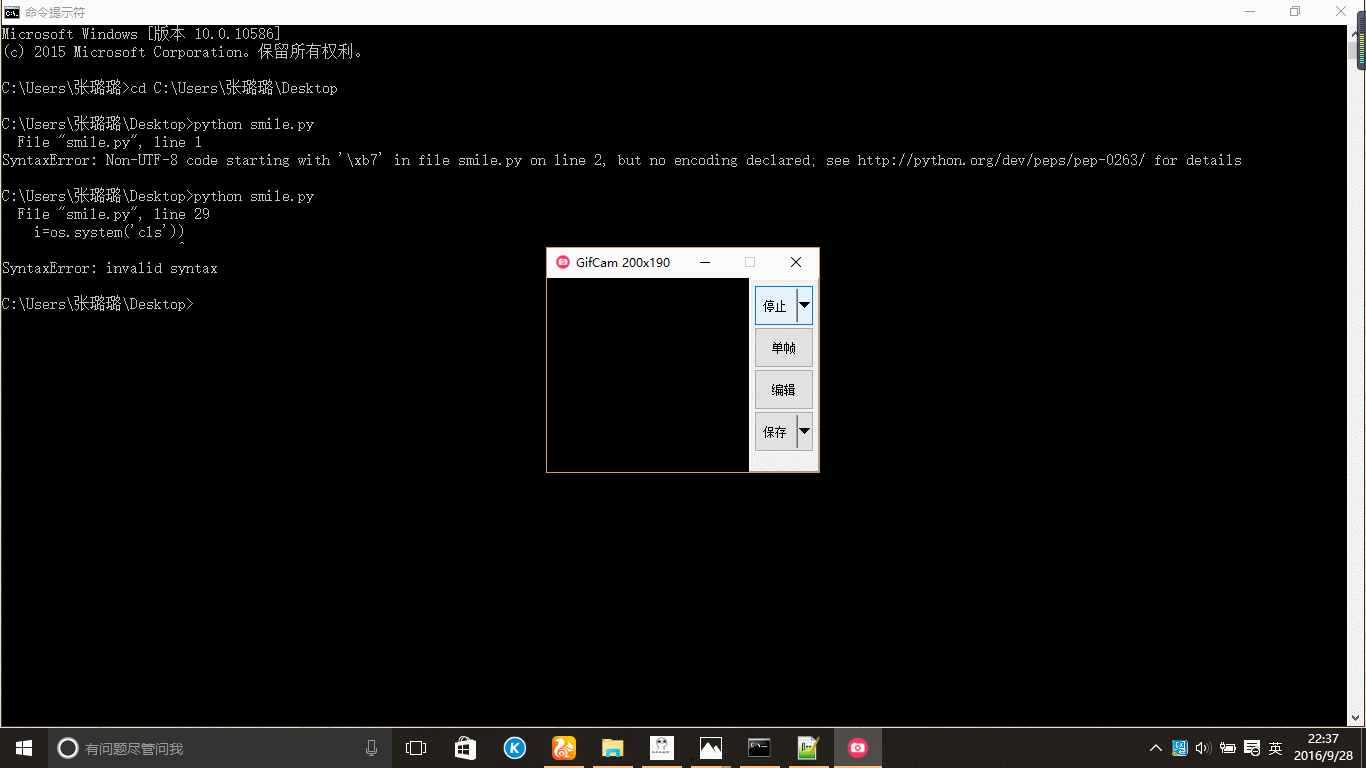 命令提示符
Microsoft Windows [版本 10.0.10586]
(c) 2015 Microsoft Corporation。保留所有权利。
C:\Users\张璐璐>cd C:\Users\张璐璐\Desktop
C:\Users\张璐璐\Desktop>python smile.py
File "smile.py", line 1
SyntaxError: Non-UTF-8 code starting with '\xb7' in file smile.py on line 2, but no encoding declared; see http://python.org/dev/peps/pep-0263/ for details
C:\Users\张璐璐\Desktop>python smile.py
File "smile.py", line 29
i=os.system('cls'))
^
SyntaxError: invalid syntax
C:\Users\张璐璐\Desktop>
GifCam 200x190
停止
单帧
编辑
保存
有问题尽管问我
英
22:37
2016/9/28